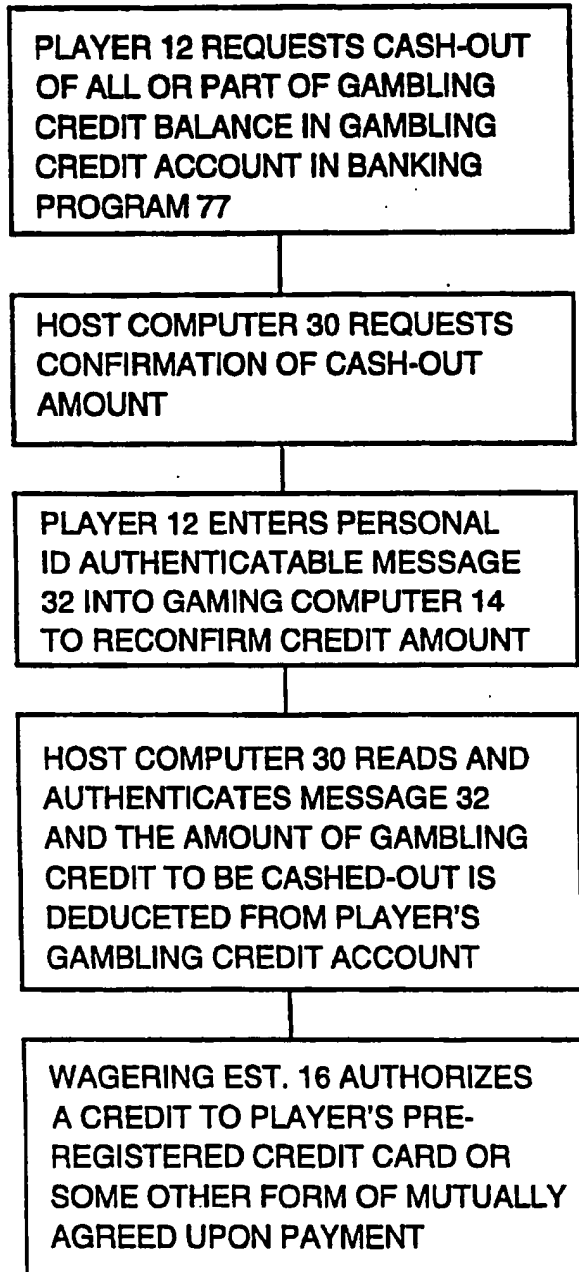 PLAYER 12 REQUESTS CASH-OUT
OF ALL OR PART OF GAMBLING
CREDIT BALANCE IN GAMBLING
CREDIT ACCOUNT IN BANKING
PROGRAM 77
HOST COMPUTER 30 REQUESTS
CONFIRMATION OF CASH-OUT
AMOUNT
PLAYER 12 ENTERS PERSONAL
ID AUTHENTICATABLE MESSAGE
32 INTO GAMING COMPUTER 14
TO RECONFIRM CREDIT AMOUNT
HOST COMPUTER 30 READS AND
AUTHENTICATES MESSAGE 32
AND THE AMOUNT OF GAMBLING
CREDIT TO BE CASHED-OUT IS
DEDUCETED FROM PLAYER'S
GAMBLING CREDIT ACCOUNT
WAGERING EST. 16 AUTHORIZES
A CREDIT TO PLAYER'S PRE-
REGISTERED CREDIT CARD OR
SOME OTHER FORM OF MUTUALLY
AGREED UPON PAYMENT